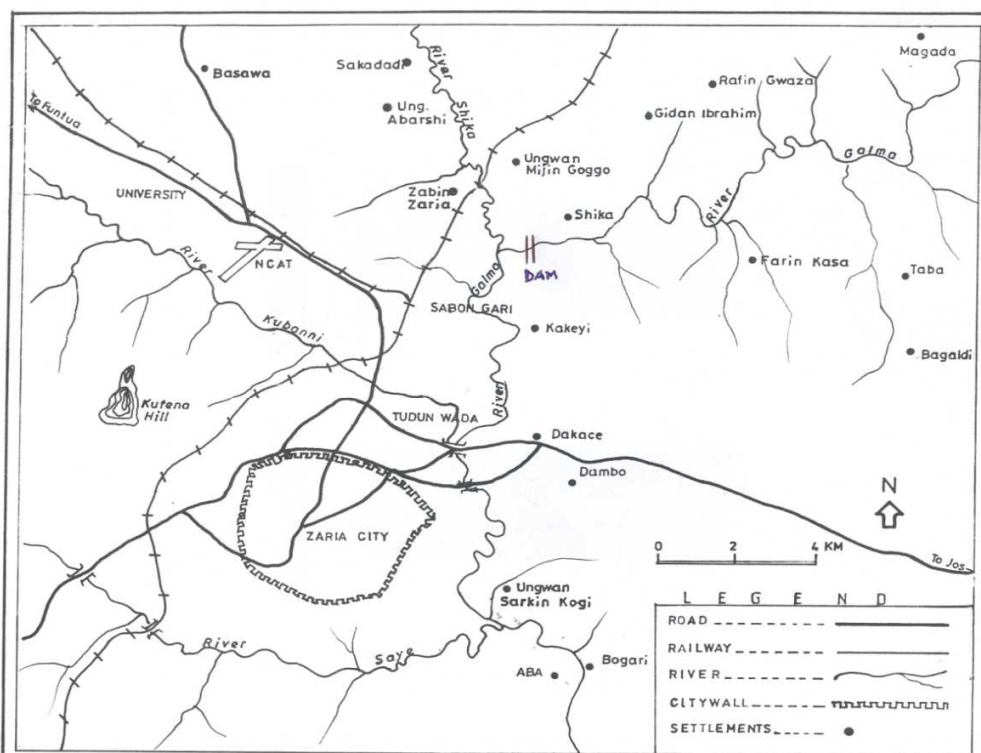 Magada
Basawa
Sakadadi
River
Shika
Rafin Gwaza
To Funtua
Ung.
Abarshi
Gidan Ibrahim
Ungwan
Mijin Goggo
Galma
UNIVERSITY
Zabin
Zaria
River
Shika
River
NCAT
DAM
Farin Kasa
Taba
Galma
SABON GARI
Kubanni
Kakeyi
Bagaldi
Kufena
Hill
River
TUDUN WADA
Dakace
Dambo
N
ZARIA CITY
0 2 4 KM
To Jos
Ungwan
Sarkin Kogi
LEGEND
ROAD
RAILWAY
River
Saye
Bogari
RIVER
ABA
CITYWALL
SETTLEMENTS